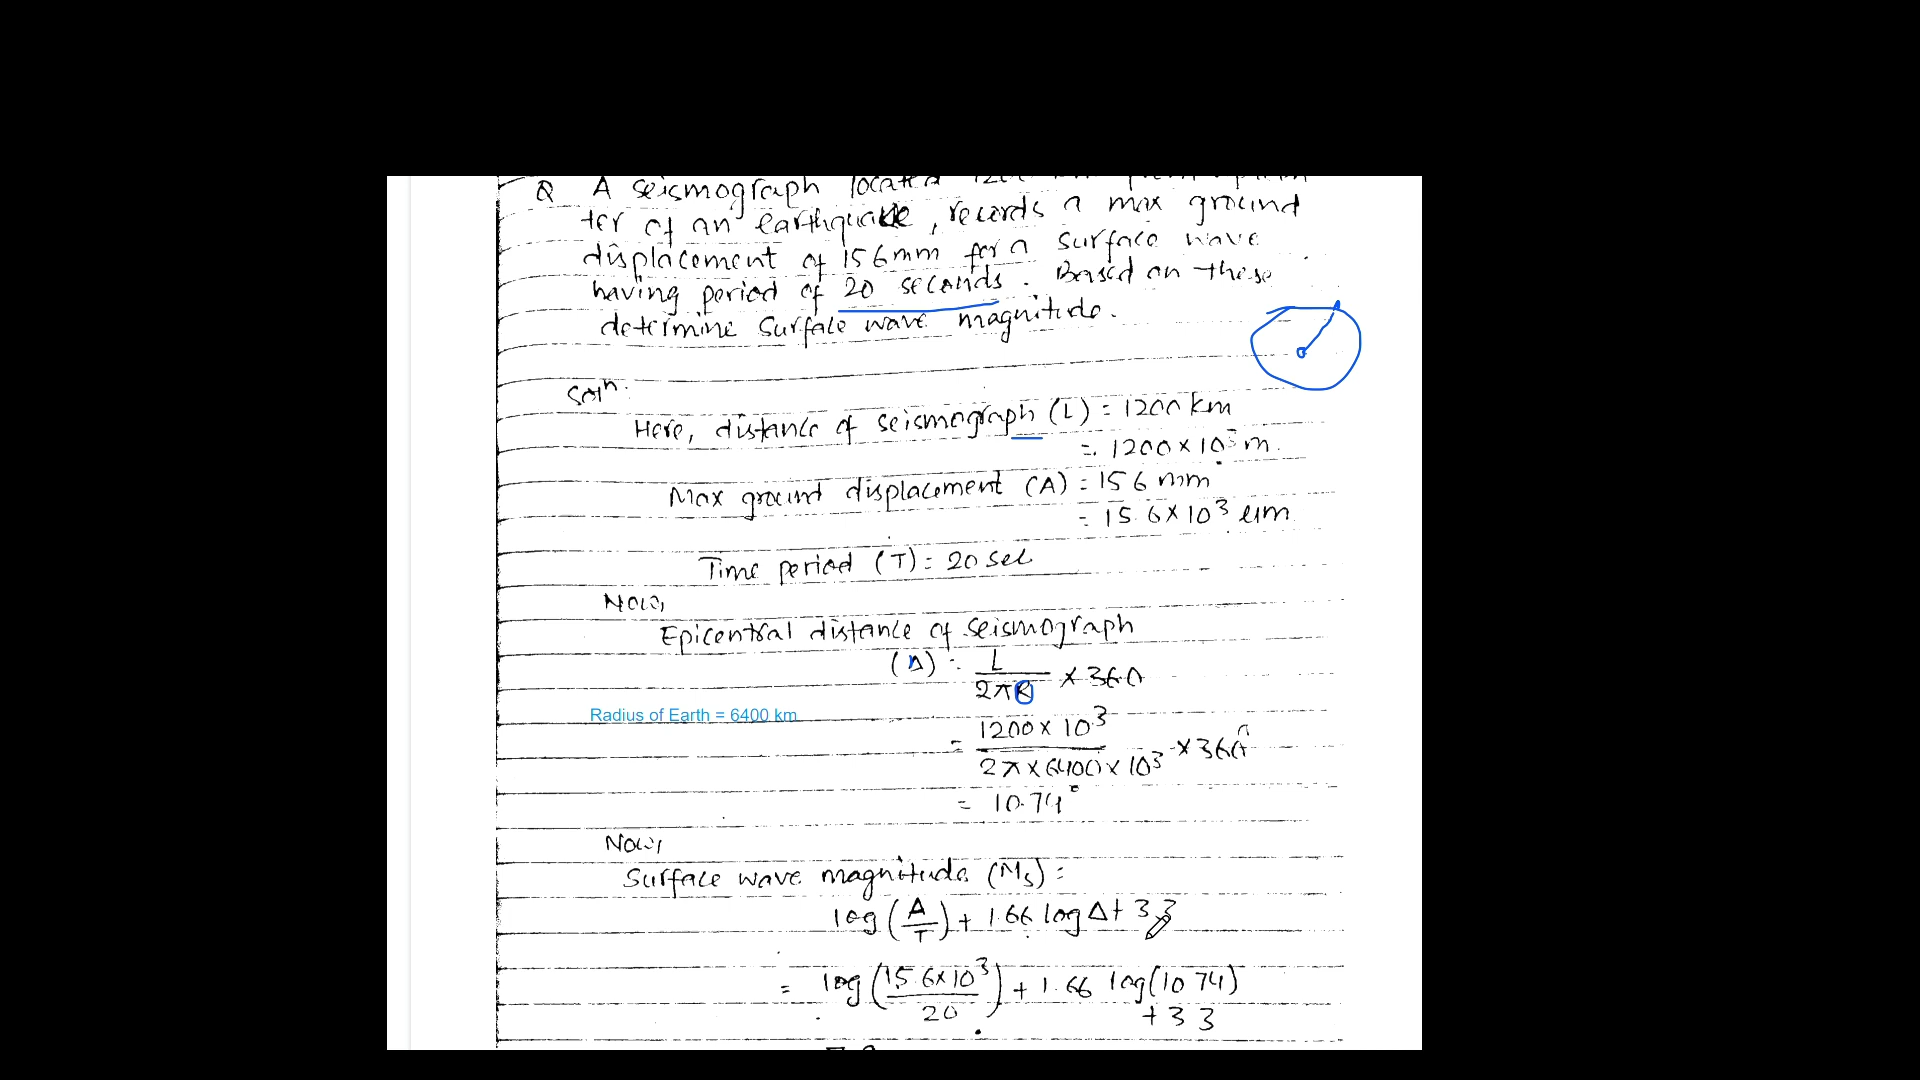 Q A seismograph located
ter of an earthquake, records a max ground
displacement of 15.6mm for a surface wave
having period of 20 seconds. Based on these
determine surface wave magnitude.
Solⁿ.
Here, distance of seismograph (L) = 1200 km
= 1200 × 10³ m.
Max ground displacement (A) = 15.6 mm
= 15.6 × 10³ μm
Time period (T) = 20 sec
Now,
Epicentral distance of seismograph
(Δ) = L / 2πR × 360
Radius of Earth = 6400 km
= 1200 × 10³ / 2π × 6400 × 10³ × 360°
= 10.74°
Now,
Surface wave magnitude (Ms) =
log (A/T) + 1.66 log Δ + 3.3
= log (15.6×10³ / 20) + 1.66 log (10.74)
+ 3.3